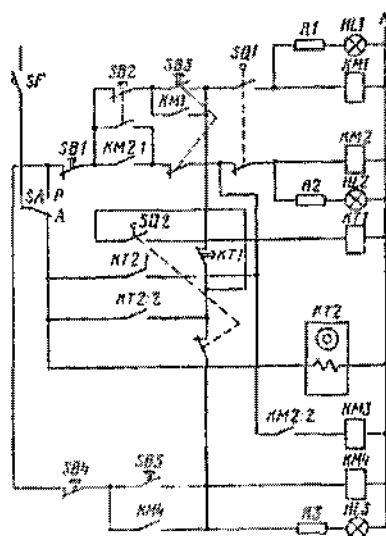 N
R1 HL1
SF SB2 SB3 SQ1 KM1
KM1
SB1 KM2.1 KM2
SA P R2 HL2
A SQ2 KT1
KT2.1 KT1
KT2.2 KT2
KM2.2 KM3
SB4 SB5 KM4
KM4 R3 HL3